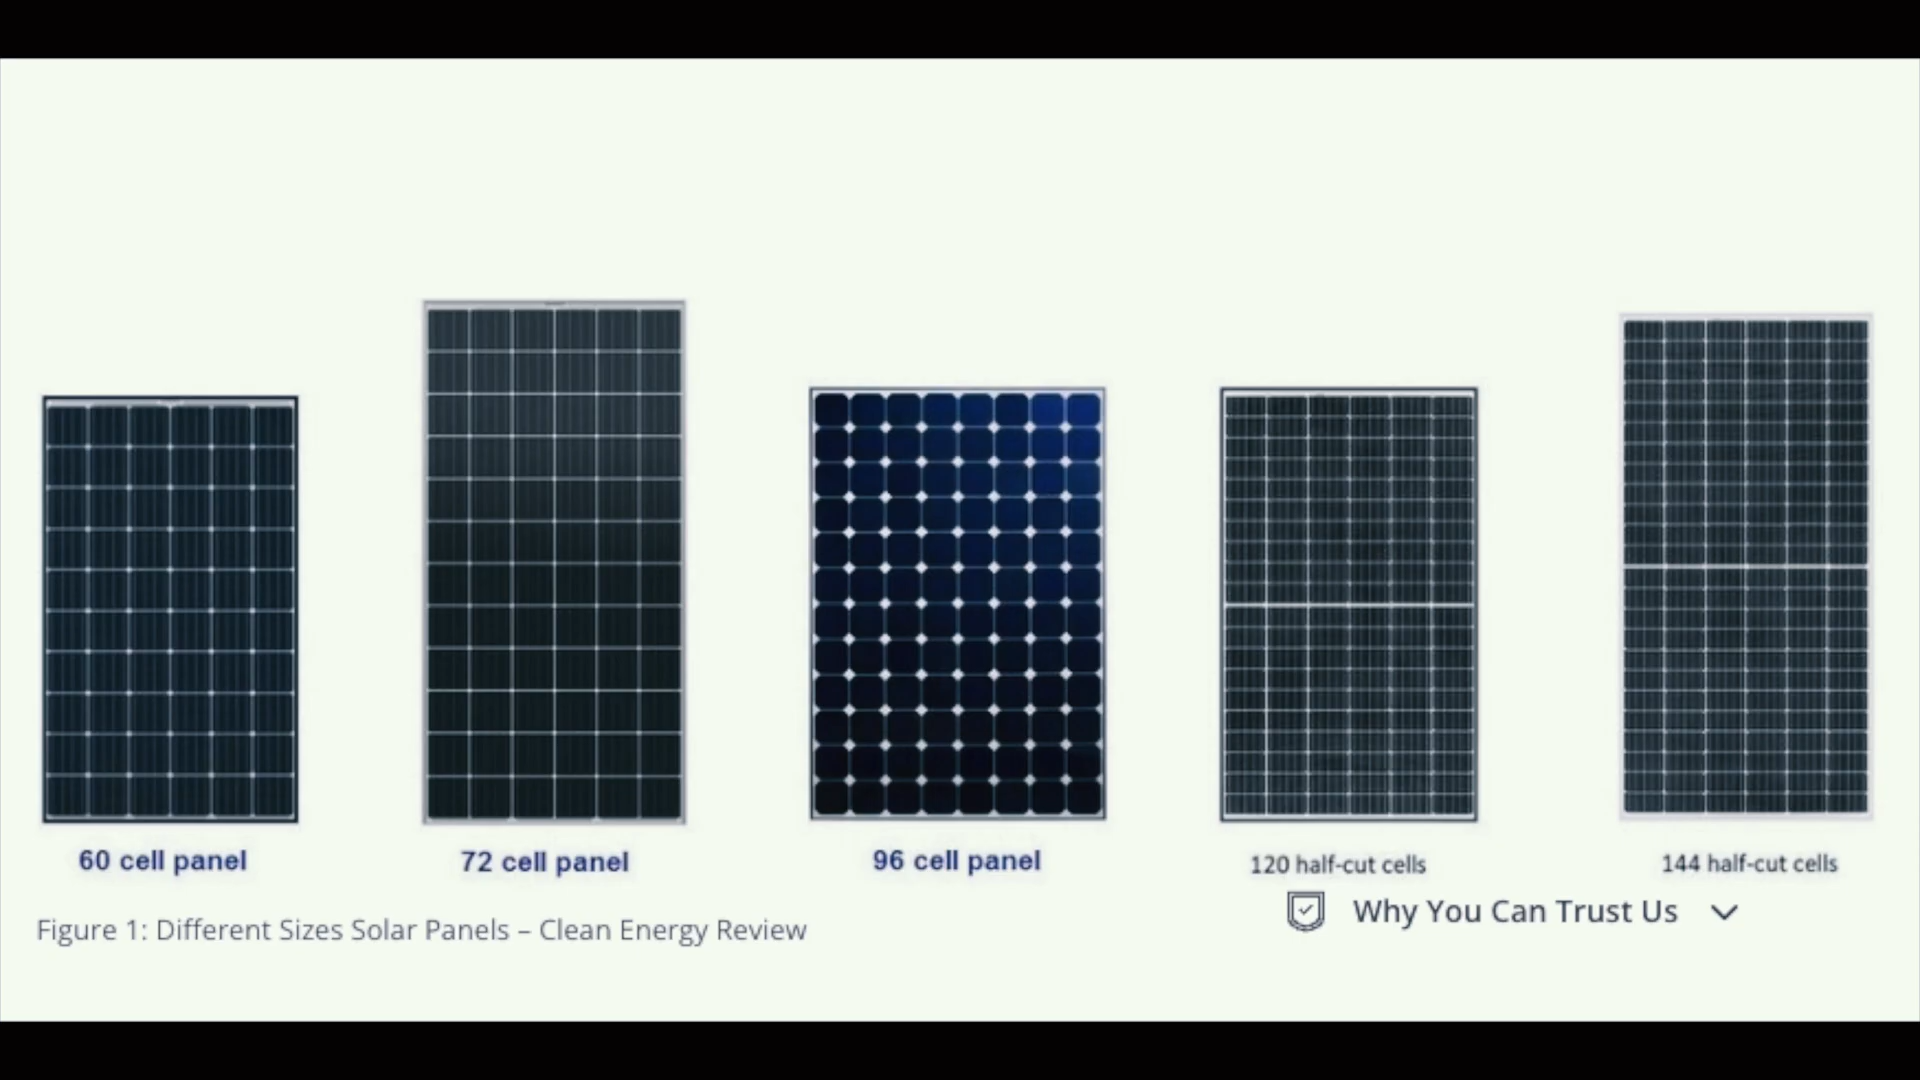 60 cell panel
72 cell panel
96 cell panel
120 half-cut cells
144 half-cut cells
Figure 1: Different Sizes Solar Panels – Clean Energy Review
Why You Can Trust Us